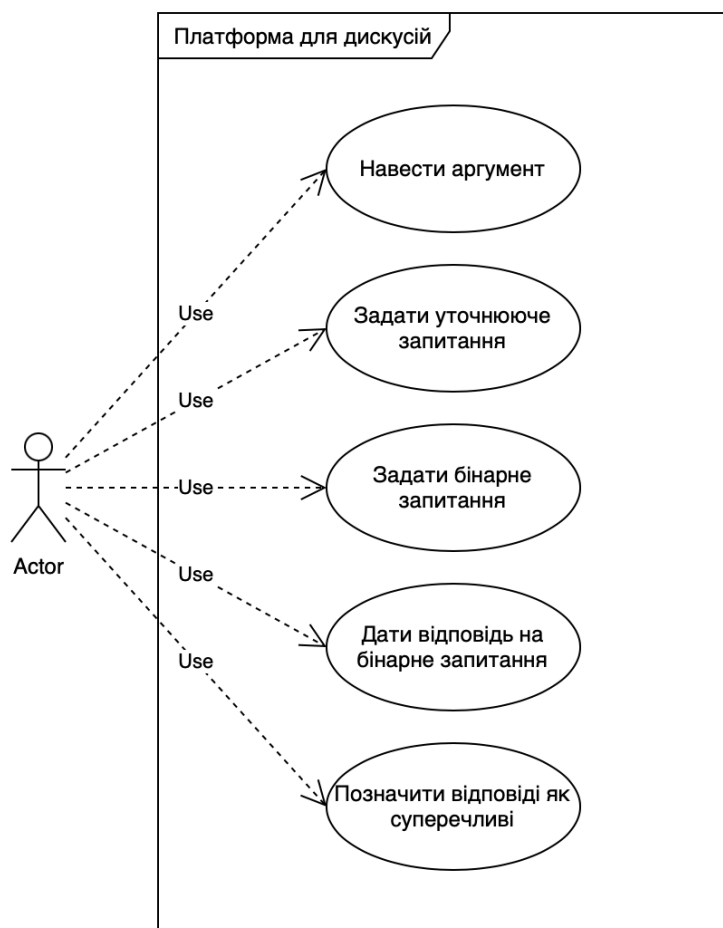 Платформа для дискусій
Навести аргумент
Use
Задати уточнююче
запитання
Use
Задати бінарне
запитання
Use
Actor
Use
Дати відповідь на
бінарне запитання
Use
Позначити відповіді як
суперечливі